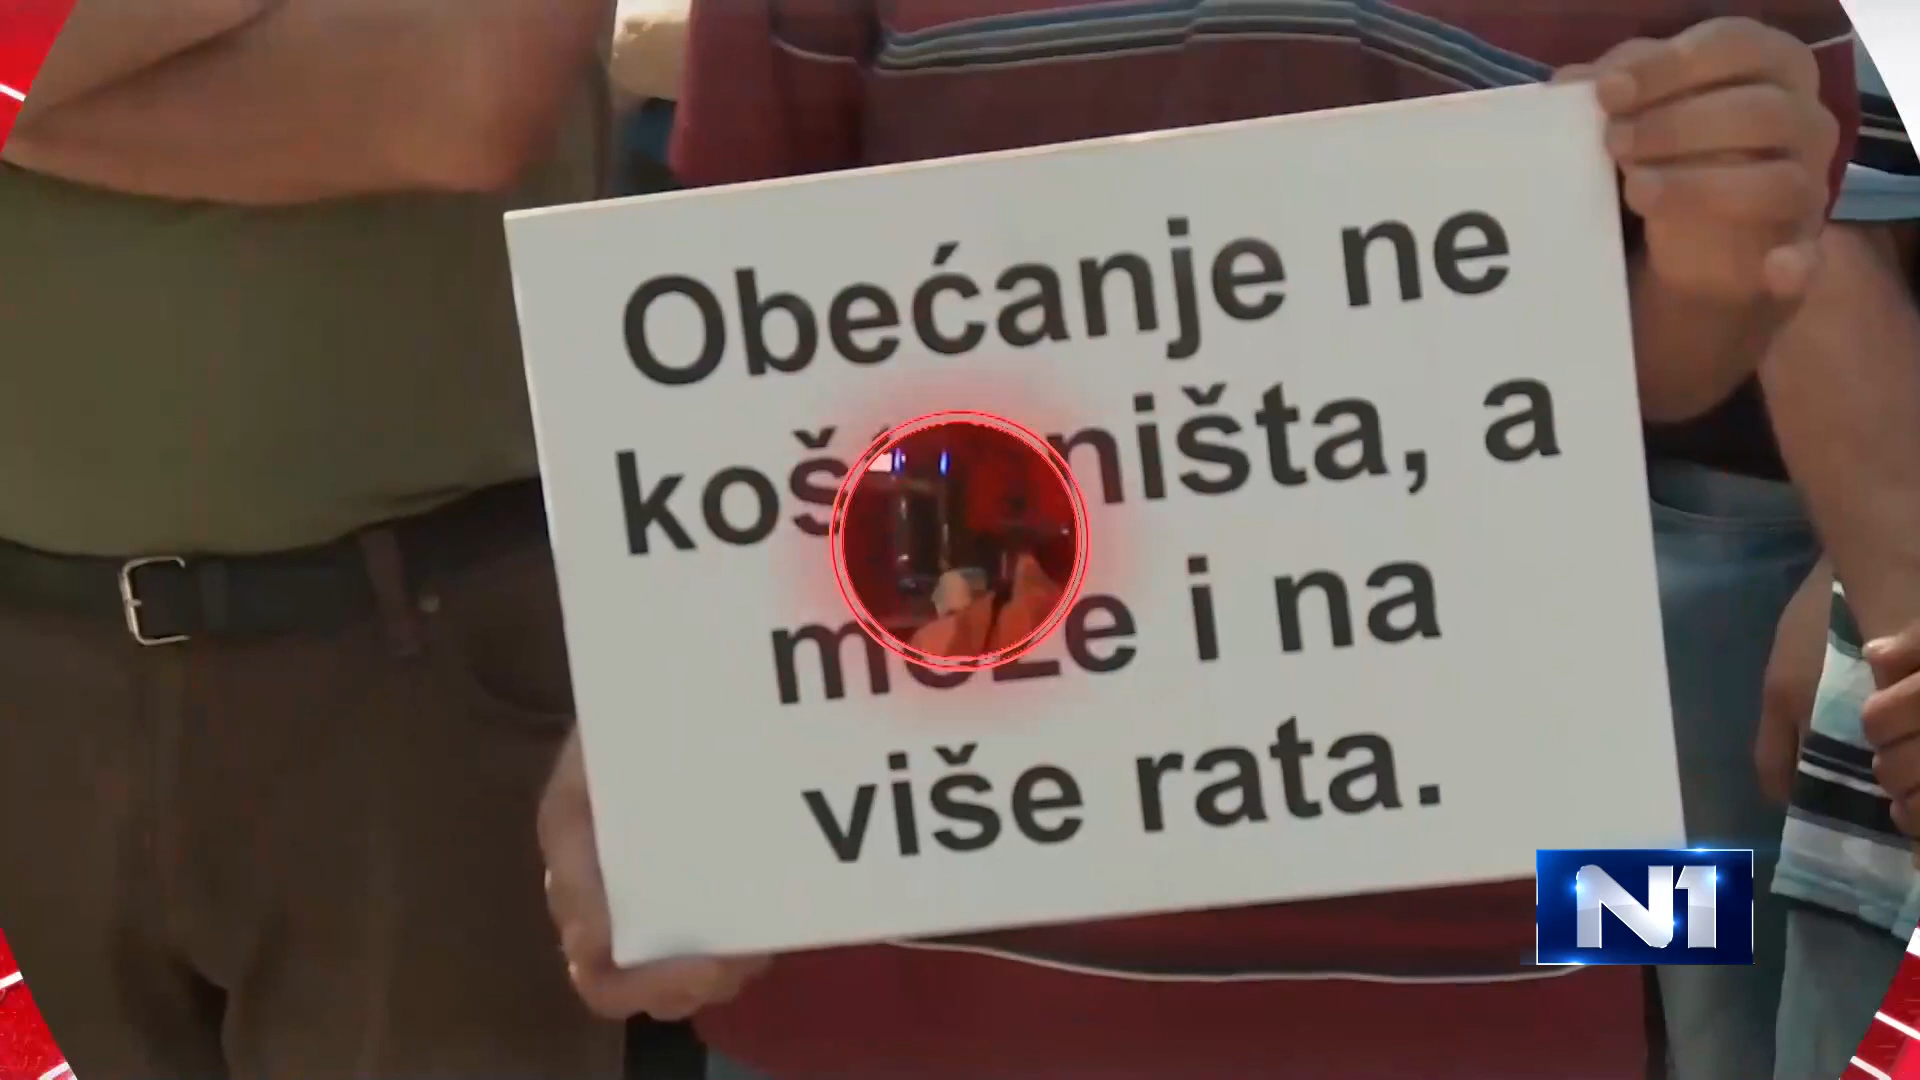 Obećanje ne
ništa, a
i na
više rata.
N1